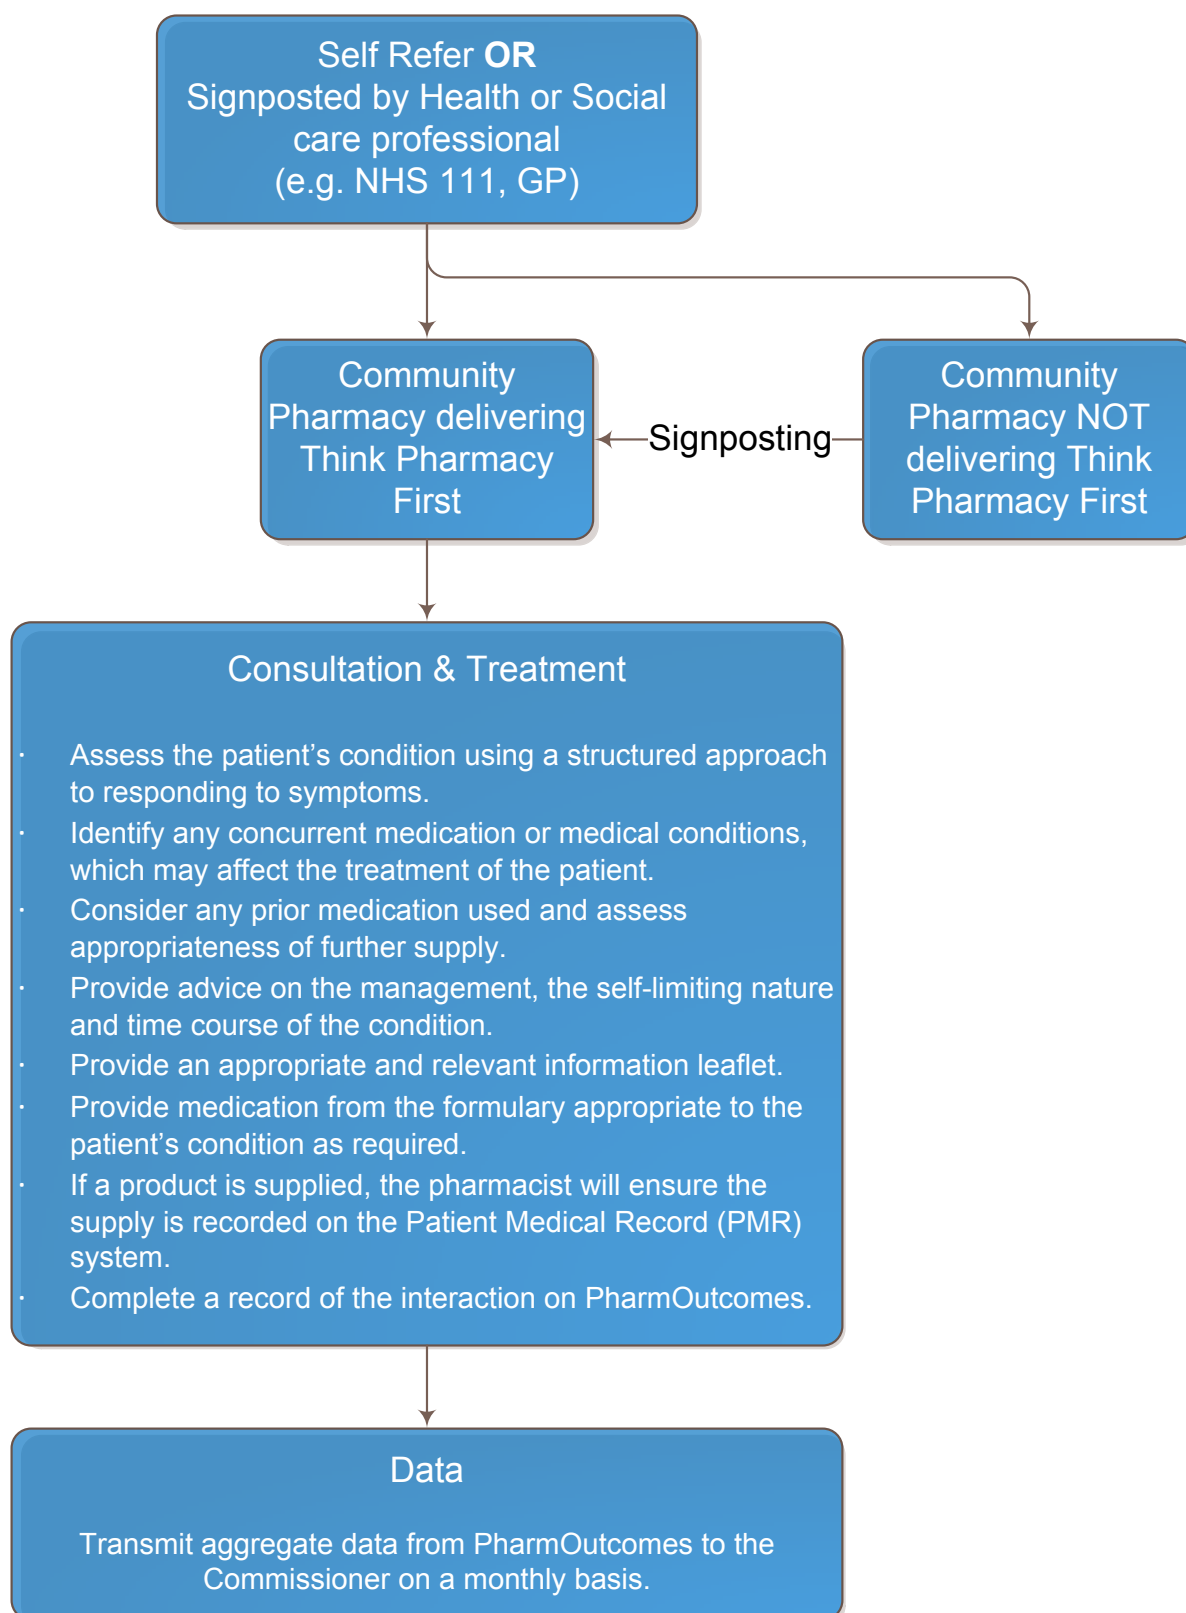 Self Refer OR
Signposted by Health or Social
care professional
(e.g. NHS 111, GP)
Community
Pharmacy delivering
Think Pharmacy
First
Signposting
Community
Pharmacy NOT
delivering Think
Pharmacy First
Consultation & Treatment
· Assess the patient’s condition using a structured approach
to responding to symptoms.
· Identify any concurrent medication or medical conditions,
which may affect the treatment of the patient.
· Consider any prior medication used and assess
appropriateness of further supply.
· Provide advice on the management, the self-limiting nature
and time course of the condition.
· Provide an appropriate and relevant information leaflet.
· Provide medication from the formulary appropriate to the
patient’s condition as required.
· If a product is supplied, the pharmacist will ensure the
supply is recorded on the Patient Medical Record (PMR)
system.
· Complete a record of the interaction on PharmOutcomes.
Data
Transmit aggregate data from PharmOutcomes to the
Commissioner on a monthly basis.